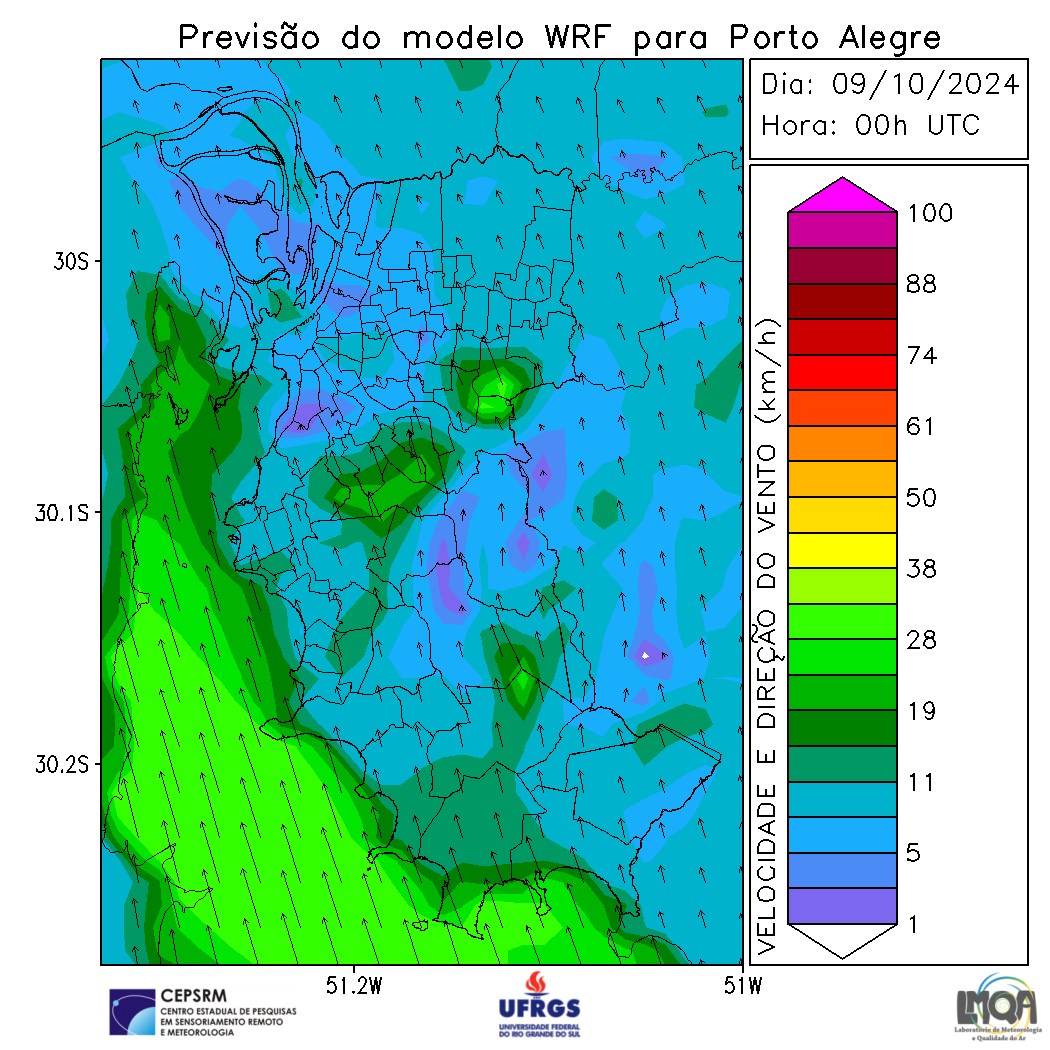 Previsão do modelo WRF para Porto Alegre
Dia: 09/10/2024
Hora: 00h UTC
30S
30.1S
30.2S
51.2W
51W
VELOCIDADE E DIREÇÃO DO VENTO (km/h)
100
88
74
61
50
38
28
19
11
5
1
CEPSRM
CENTRO ESTADUAL DE PESQUISAS
EM SENSORIAMENTO REMOTO
E METEOROLOGIA
UFRGS
UNIVERSIDADE FEDERAL
DO RIO GRANDE DO SUL
LMQA
Laboratório de Meteorologia
e Qualidade do Ar